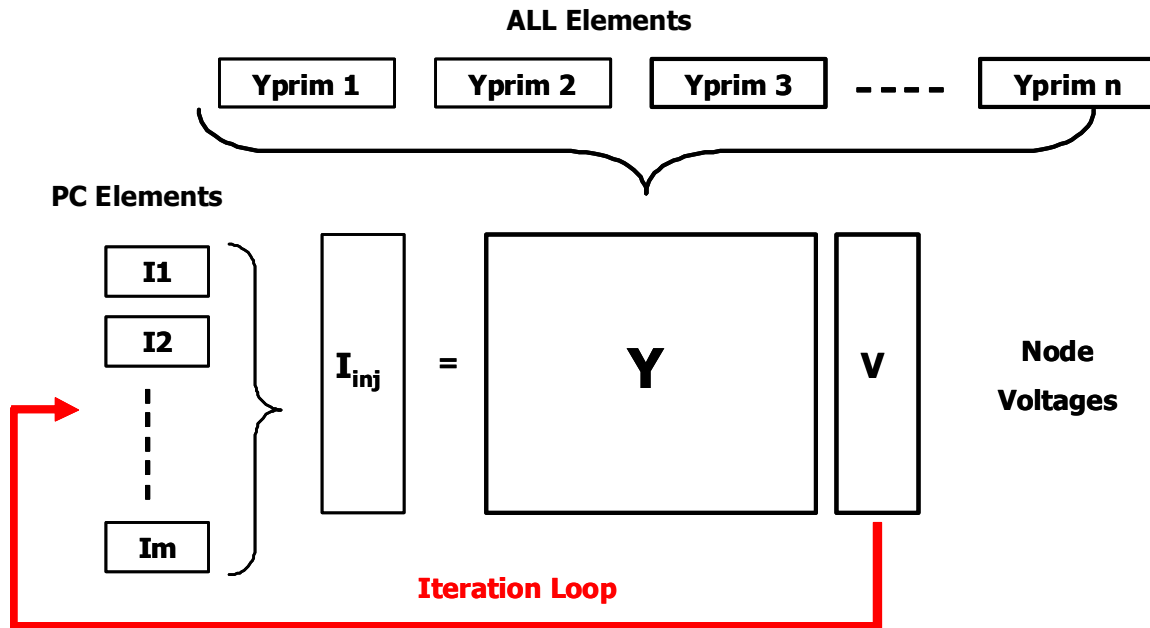 ALL Elements
Yprim 1 Yprim 2 Yprim 3 Yprim n
PC Elements
I1
I2
Im
Iinj = Y V
Node
Voltages
Iteration Loop